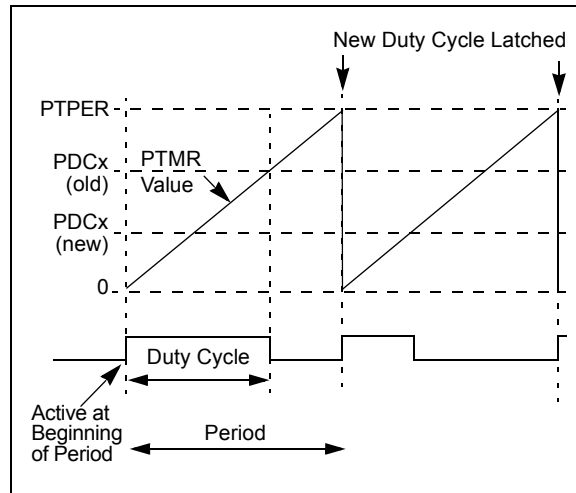 New Duty Cycle Latched
PTPER
PDCx
(old)
PTMR
Value
PDCx
(new)
0
Duty Cycle
Active at
Beginning
of Period
Period